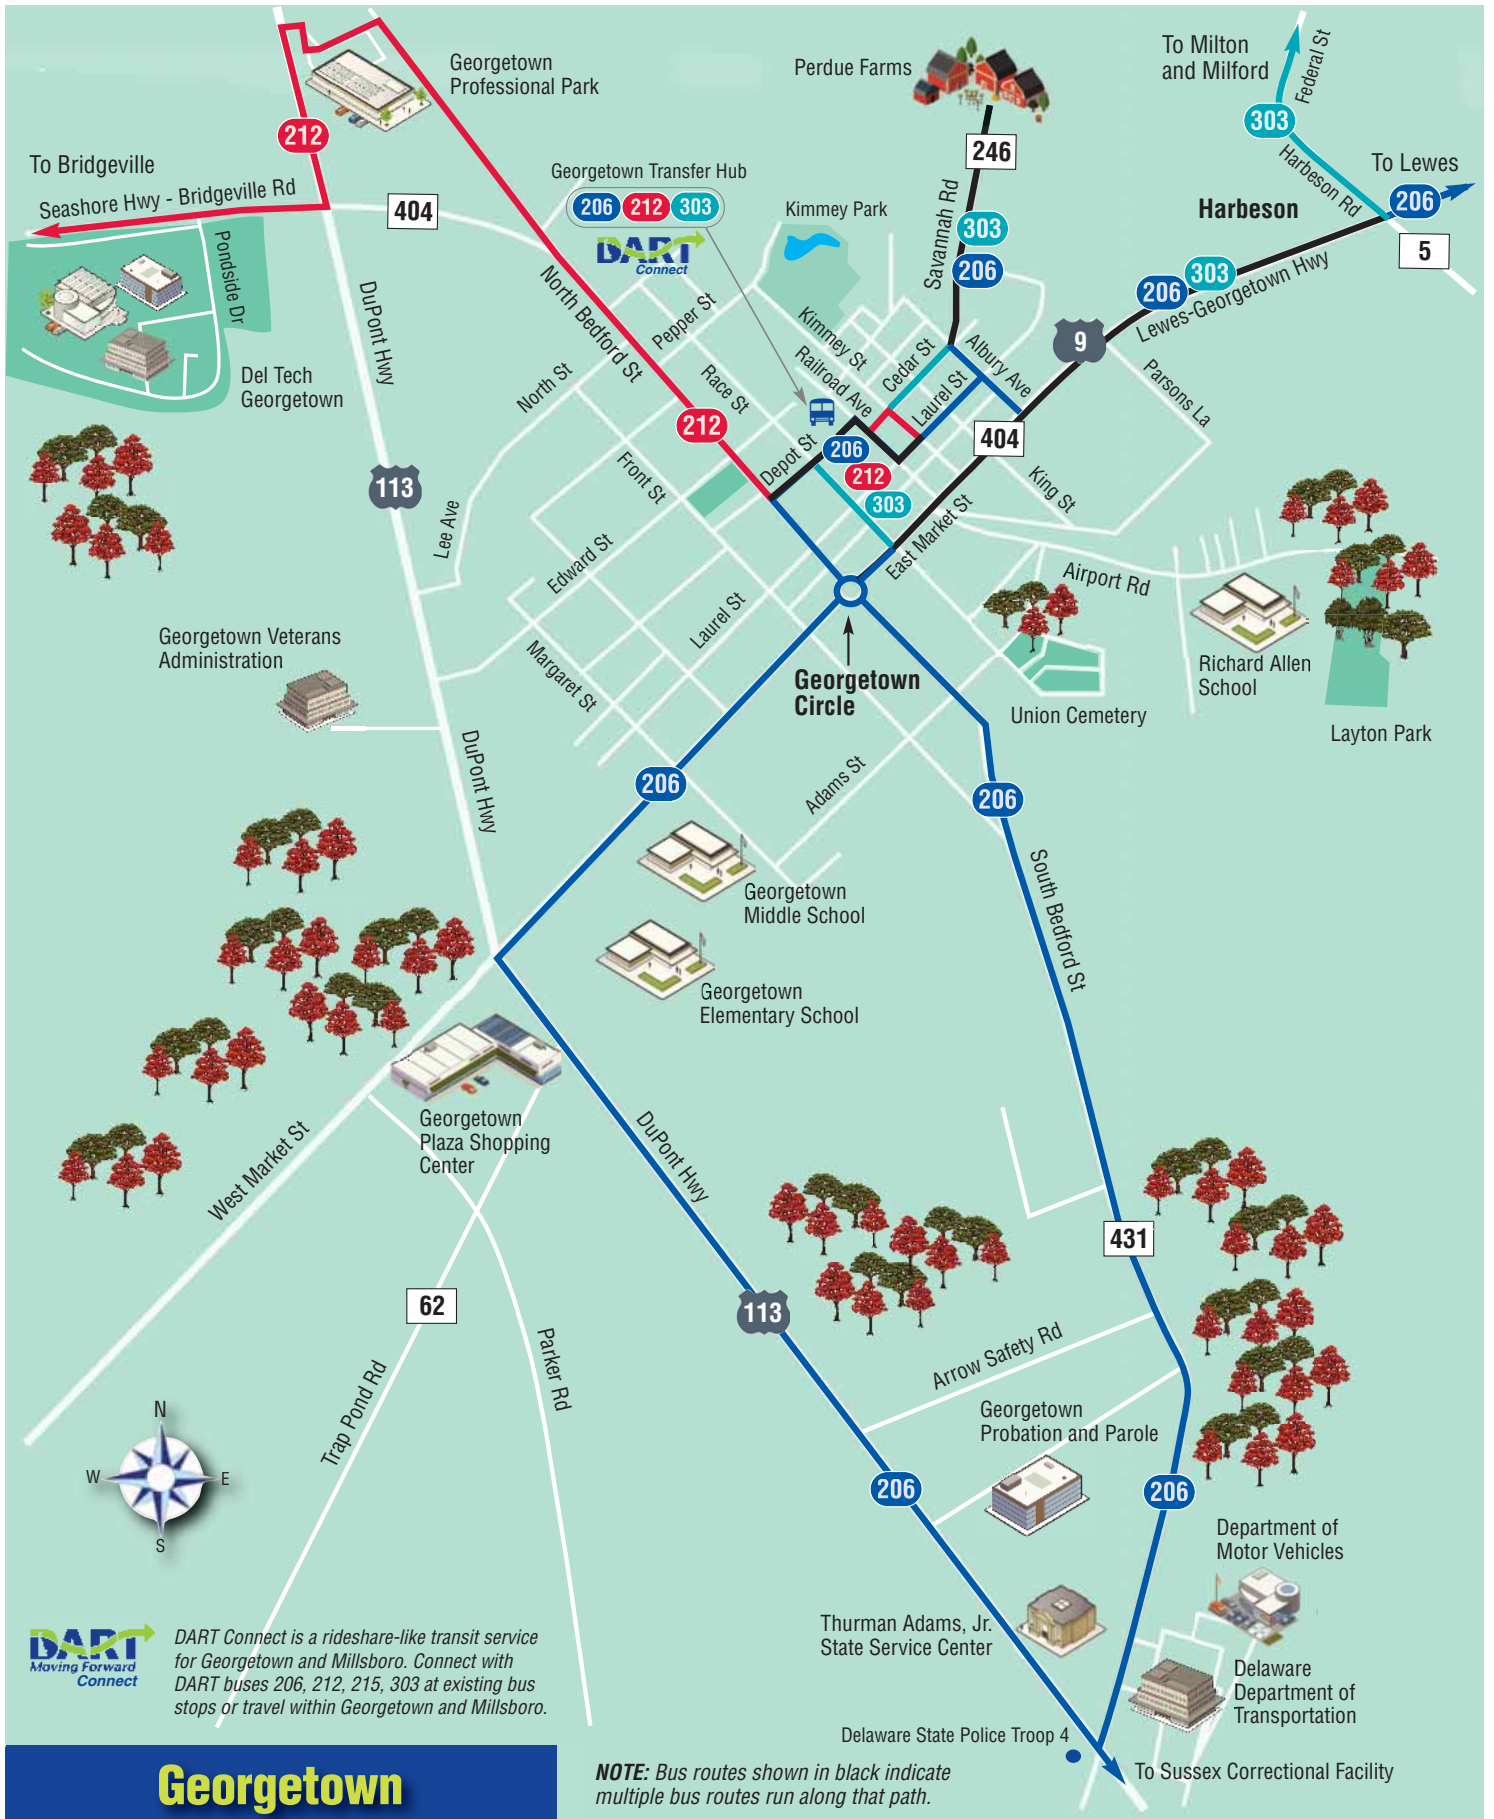 Georgetown
Professional Park
Perdue Farms
To Milton
and Milford
Federal St
303
212
246
To Bridgeville
Seashore Hwy - Bridgeville Rd
404
Georgetown Transfer Hub
206 212 303
DART
Connect
Kimmey Park
Savannah Rd
303
206
Harbeson Rd
To Lewes
206
Harbeson
5
206
303
Lewes-Georgetown Hwy
Pondside Dr
DuPont Hwy
North Bedford St
Pepper St
Kimmey St
Railroad Ave
Cedar St
Albury Ave
9
Parsons La
Del Tech
Georgetown
North St
Race St
Laurel St
212
Depot St
206
212
303
404
King St
113
Front St
Lee Ave
East Market St
Edward St
Airport Rd
Georgetown Veterans
Administration
Laurel St
Margaret St
Georgetown
Circle
Richard Allen
School
Union Cemetery
Layton Park
DuPont Hwy
206
Adams St
206
Georgetown
Middle School
South Bedford St
Georgetown
Elementary School
Georgetown
Plaza Shopping
Center
West Market St
DuPont Hwy
431
62
113
Parker Rd
Trap Pond Rd
Arrow Safety Rd
Georgetown
Probation and Parole
N
W
E
S
206
206
Department of
Motor Vehicles
Thurman Adams, Jr.
State Service Center
DART
Moving Forward
Connect
DART Connect is a rideshare-like transit service
for Georgetown and Millsboro. Connect with
DART buses 206, 212, 215, 303 at existing bus
stops or travel within Georgetown and Millsboro.
Delaware
Department of
Transportation
Delaware State Police Troop 4
To Sussex Correctional Facility
Georgetown
NOTE: Bus routes shown in black indicate
multiple bus routes run along that path.